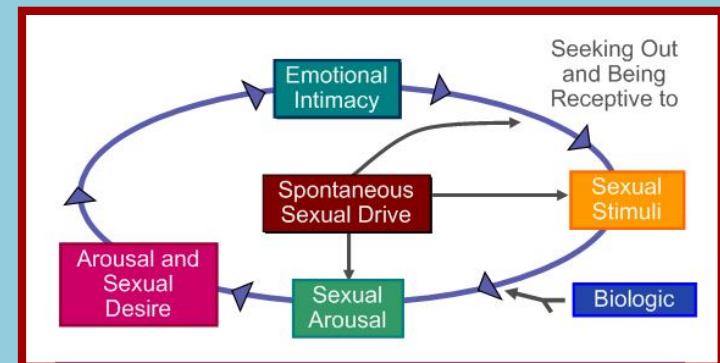 Seeking Out
and Being
Receptive to
Emotional
Intimacy
Spontaneous
Sexual Drive
Sexual
Stimuli
Arousal and
Sexual
Desire
Sexual
Arousal
Biologic